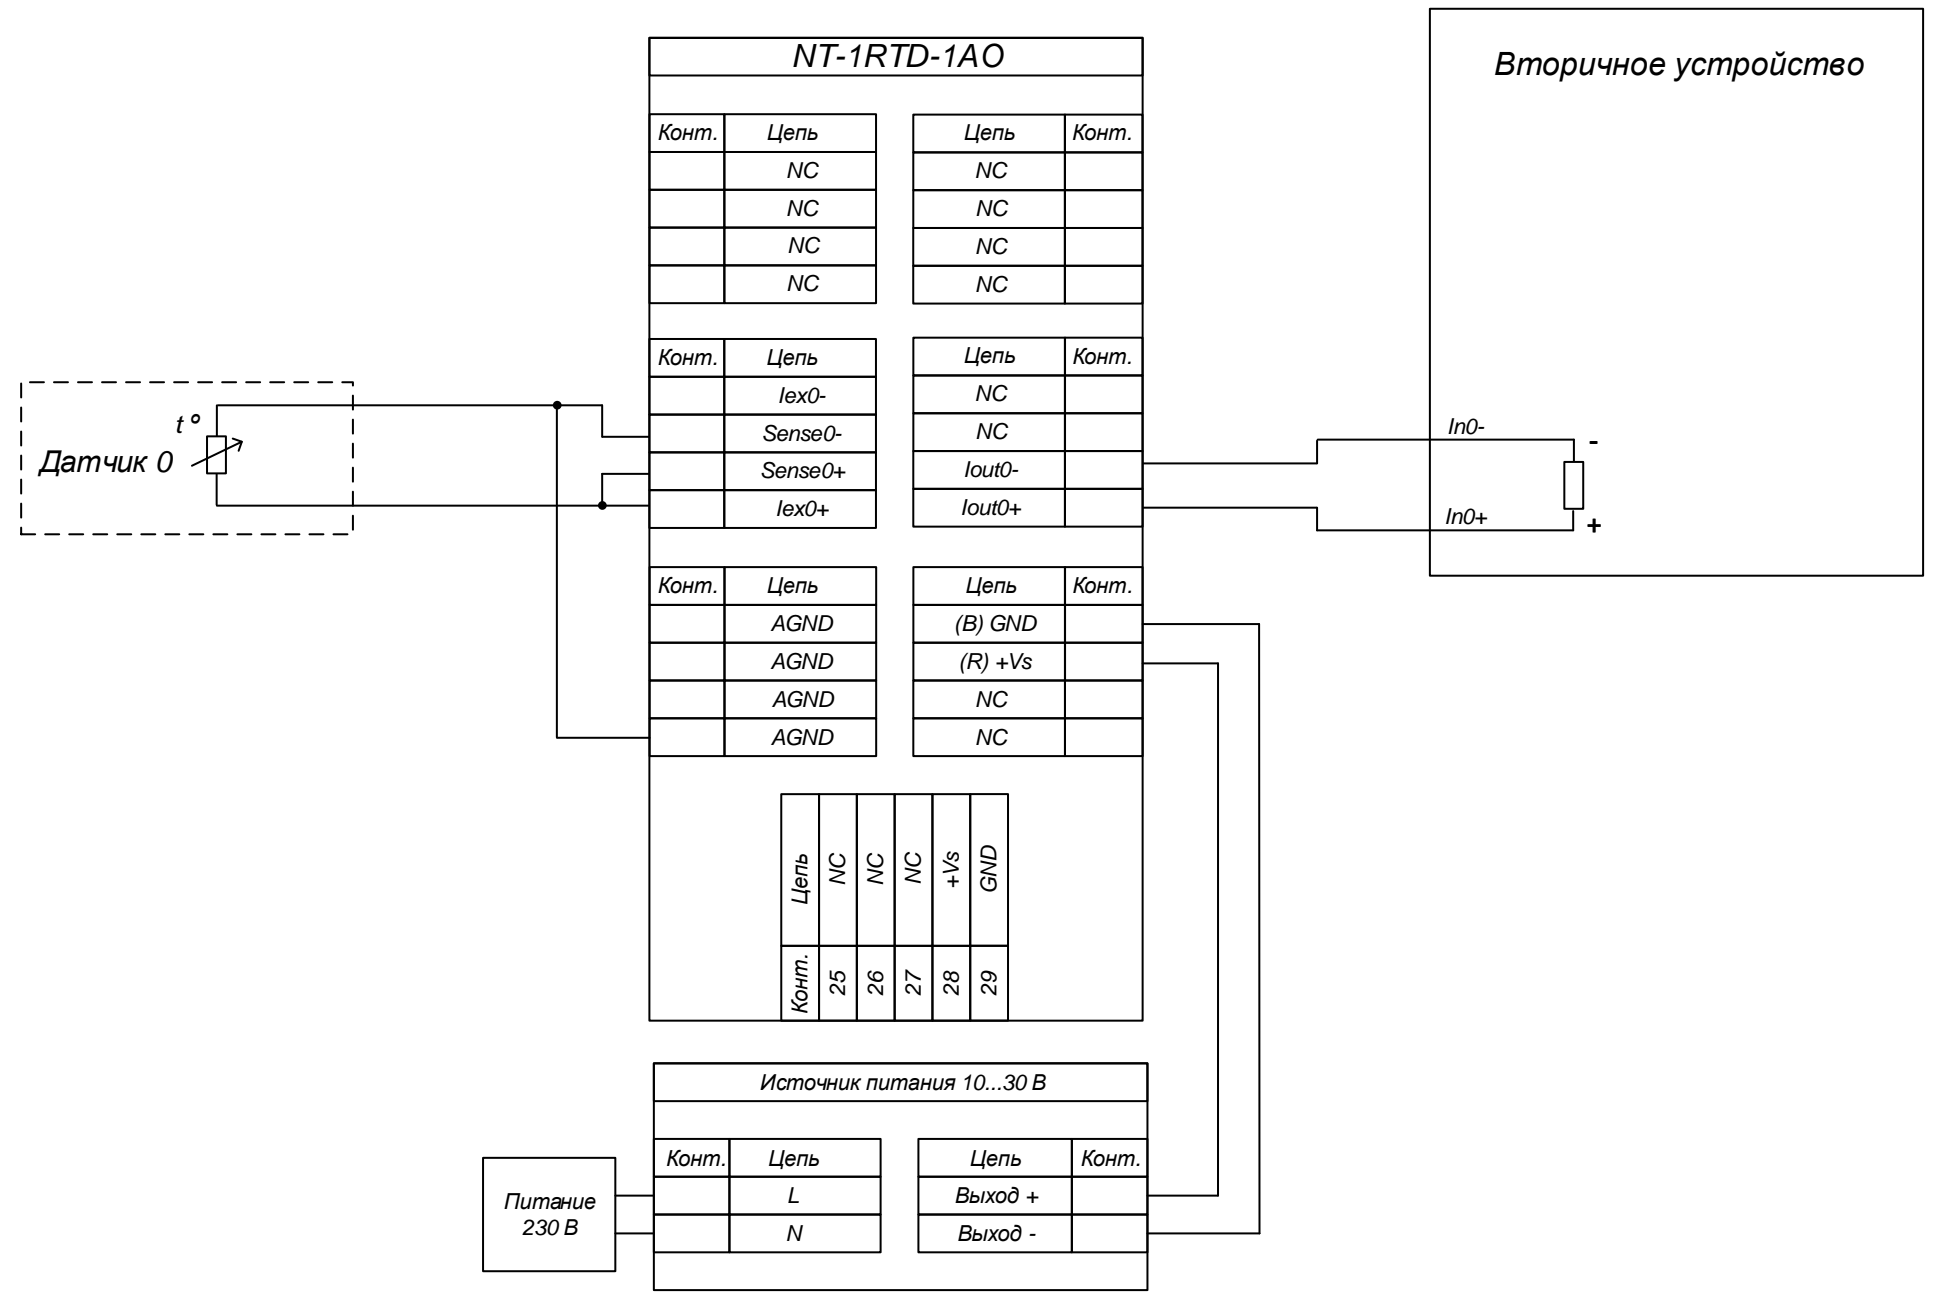 NT-1RTD-1AO
Вторичное устройство
Конт. Цепь Цепь Конт.
NC NC
NC NC
NC NC
NC NC
Конт. Цепь Цепь Конт.
Iex0- NC
Sense0- NC
Sense0+ Iout0-
Iex0+ Iout0+
t°
Датчик 0
In0-
-
In0+
+
Конт. Цепь Цепь Конт.
AGND (B) GND
AGND (R) +Vs
AGND NC
AGND NC
Цепь NC NC NC +Vs GND
Конт. 25 26 27 28 29
Источник питания 10...30 В
Конт. Цепь Цепь Конт.
L Выход +
N Выход -
Питание
230 В